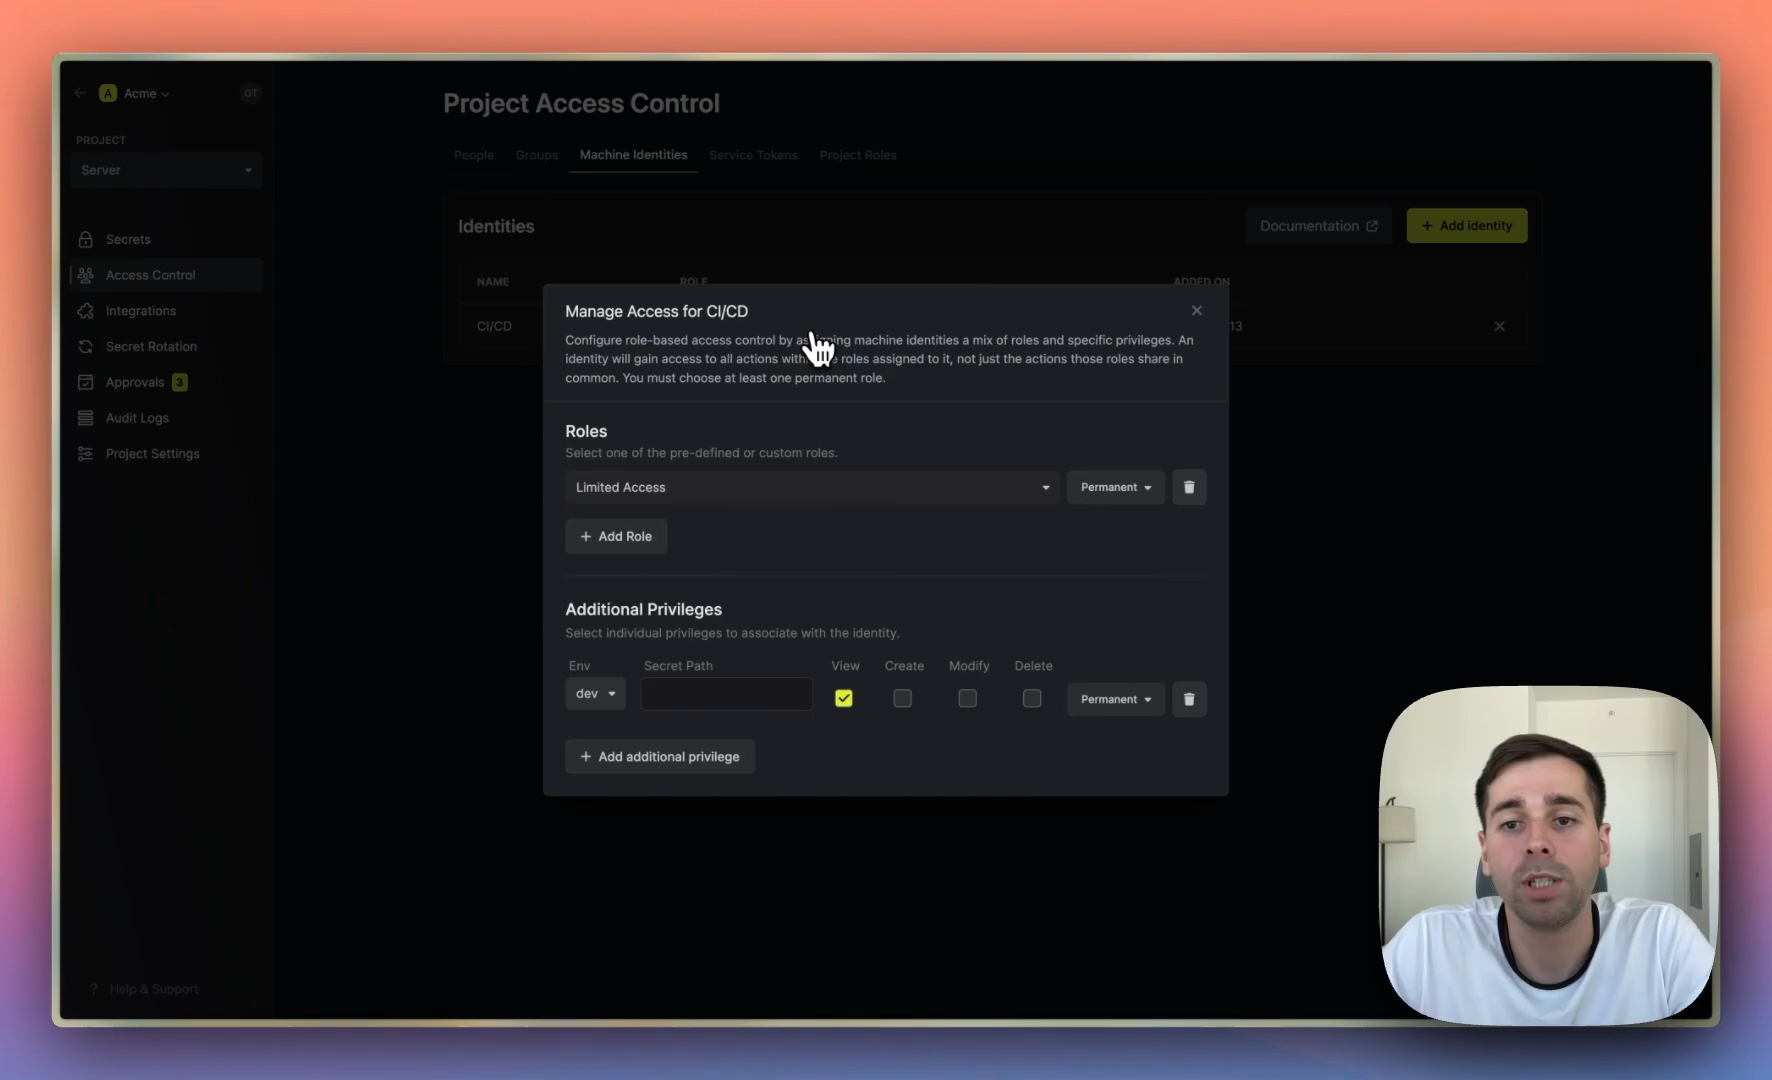 A Acme GT
PROJECT
Server
Secrets
Access Control
Integrations
Secret Rotation
Approvals 3
Audit Logs
Project Settings
? Help & Support
Project Access Control
People Groups Machine Identities Service Tokens Project Roles
Identities Documentation + Add identity
NAME ROLE ADDED ON
CI/CD 13
Manage Access for CI/CD
Configure role-based access control by machine identities a mix of roles and specific privileges. An
identity will gain access to all actions roles assigned to it, not just the actions those roles share in
common. You must choose at least one permanent role.
Roles
Select one of the pre-defined or custom roles.
Limited Access Permanent
+ Add Role
Additional Privileges
Select individual privileges to associate with the identity.
Env Secret Path View Create Modify Delete
dev Permanent
+ Add additional privilege